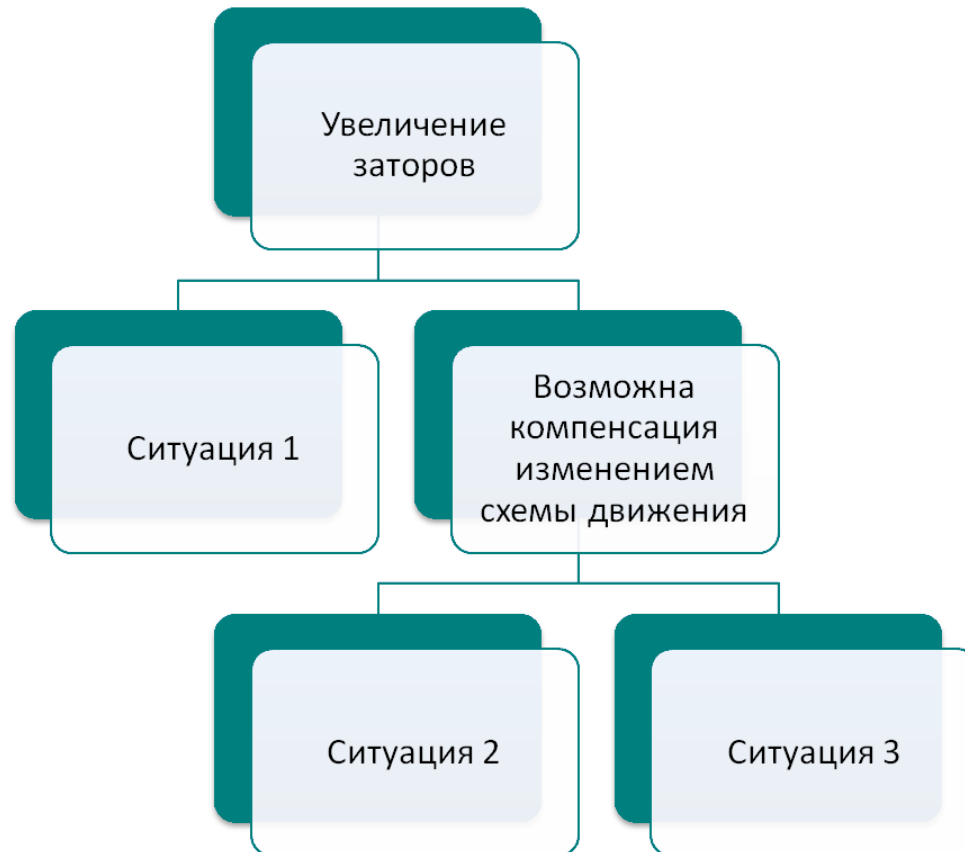 Увеличение
заторов
Ситуация 1
Возможна
компенсация
изменением
схемы движения
Ситуация 2
Ситуация 3